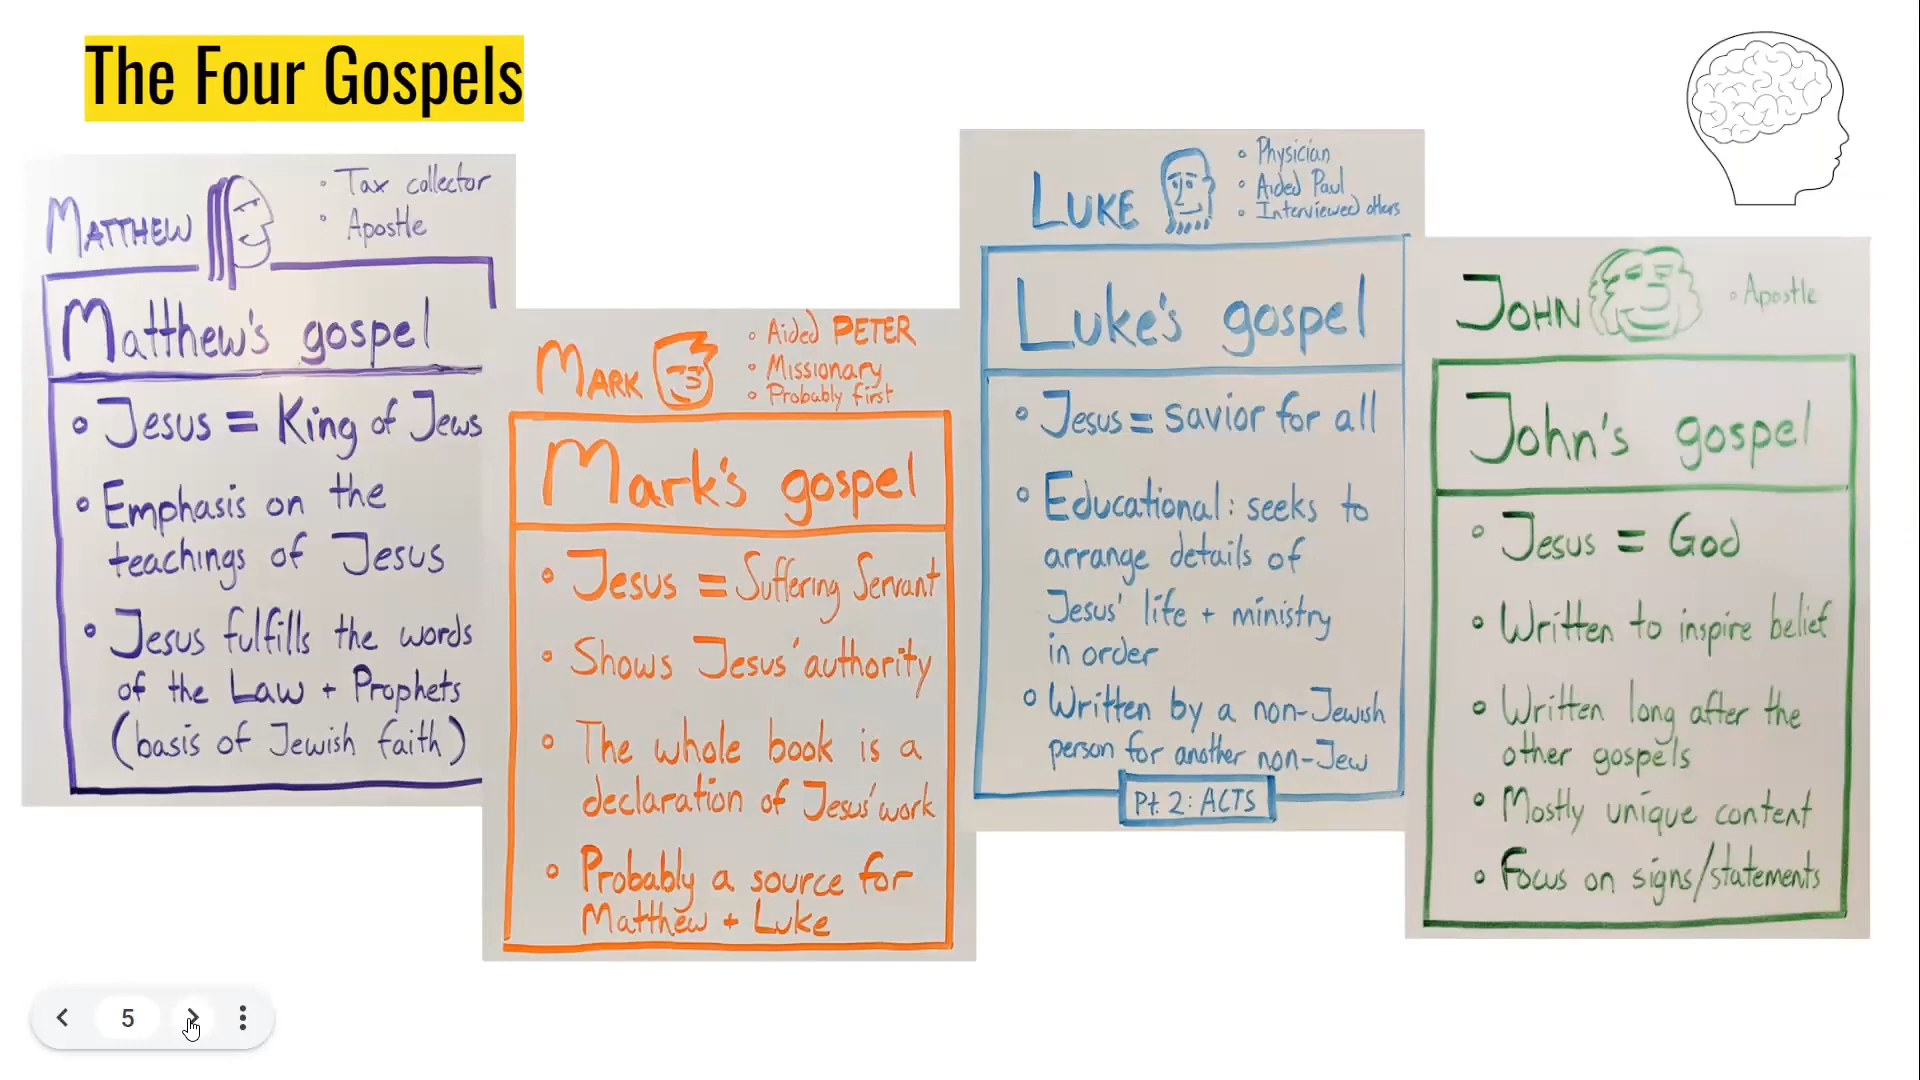 The Four Gospels
MATTHEW
• Tax collector
• Apostle
Matthew's gospel
• Jesus = King of Jews
• Emphasis on the
teachings of Jesus
• Jesus fulfills the words
of the Law + Prophets
(basis of Jewish faith)
MARK
• Aided PETER
• Missionary
• Probably first
Mark's gospel
• Jesus = Suffering Servant
• Shows Jesus' authority
• The whole book is a
declaration of Jesus' work
• Probably a source for
Matthew + Luke
LUKE
• Physician
• Aided Paul
• Interviewed others
Luke's gospel
• Jesus = savior for all
• Educational: seeks to
arrange details of
Jesus' life + ministry
in order
• Written by a non-Jewish
person for another non-Jew
Pt. 2: ACTS
JOHN
• Apostle
John's gospel
• Jesus = God
• Written to inspire belief
• Written long after the
other gospels
• Mostly unique content
• Focus on signs/statements
5